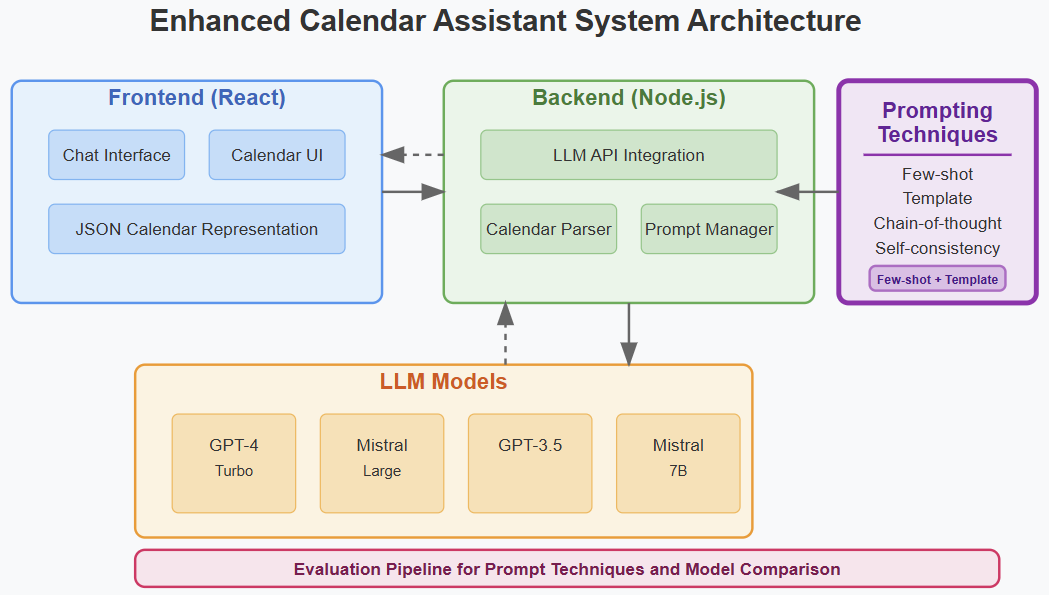 Enhanced Calendar Assistant System Architecture
Frontend (React)
Chat Interface
Calendar UI
JSON Calendar Representation
Backend (Node.js)
LLM API Integration
Calendar Parser
Prompt Manager
Prompting
Techniques
Few-shot
Template
Chain-of-thought
Self-consistency
Few-shot + Template
LLM Models
GPT-4
Turbo
Mistral
Large
GPT-3.5
Mistral
7B
Evaluation Pipeline for Prompt Techniques and Model Comparison